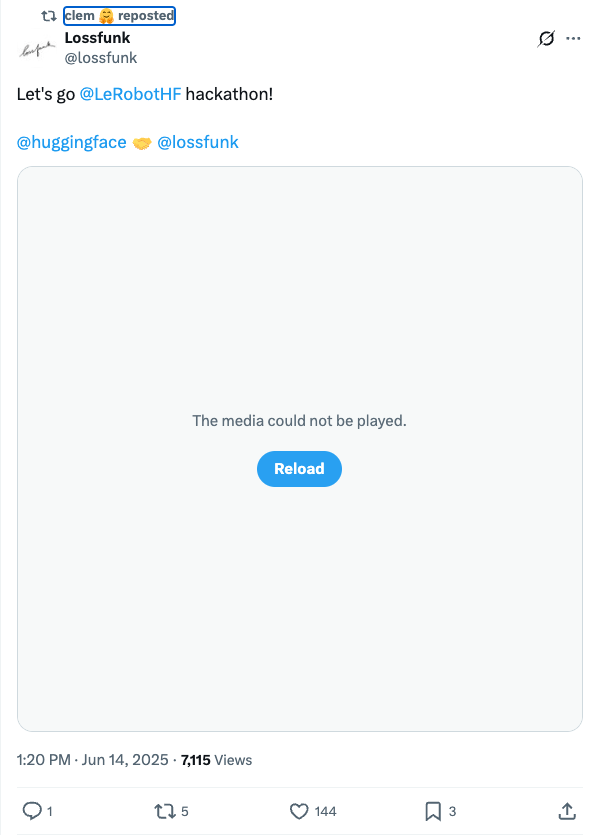 clem 🤗 reposted
lossfunk
Lossfunk
@lossfunk
Let's go @LeRobotHF hackathon!
@huggingface 🤝 @lossfunk
The media could not be played.
Reload
1:20 PM · Jun 14, 2025 · 7,115 Views
1 5 144 3